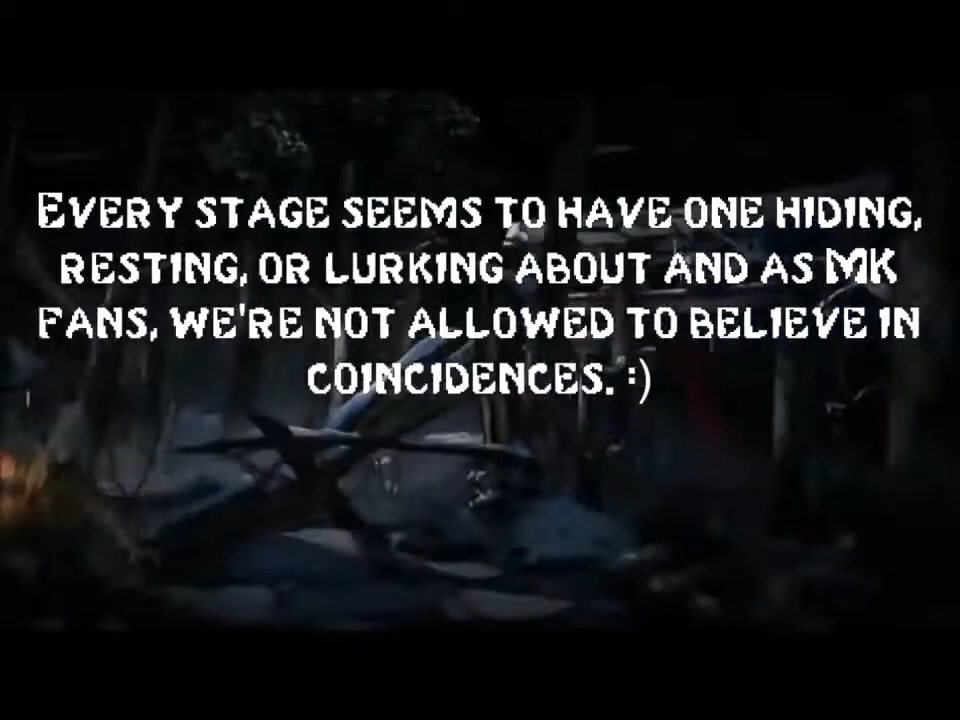 Every stage seems to have one hiding,
resting, or lurking about and as MK
fans, we're not allowed to believe in
coincidences. :)